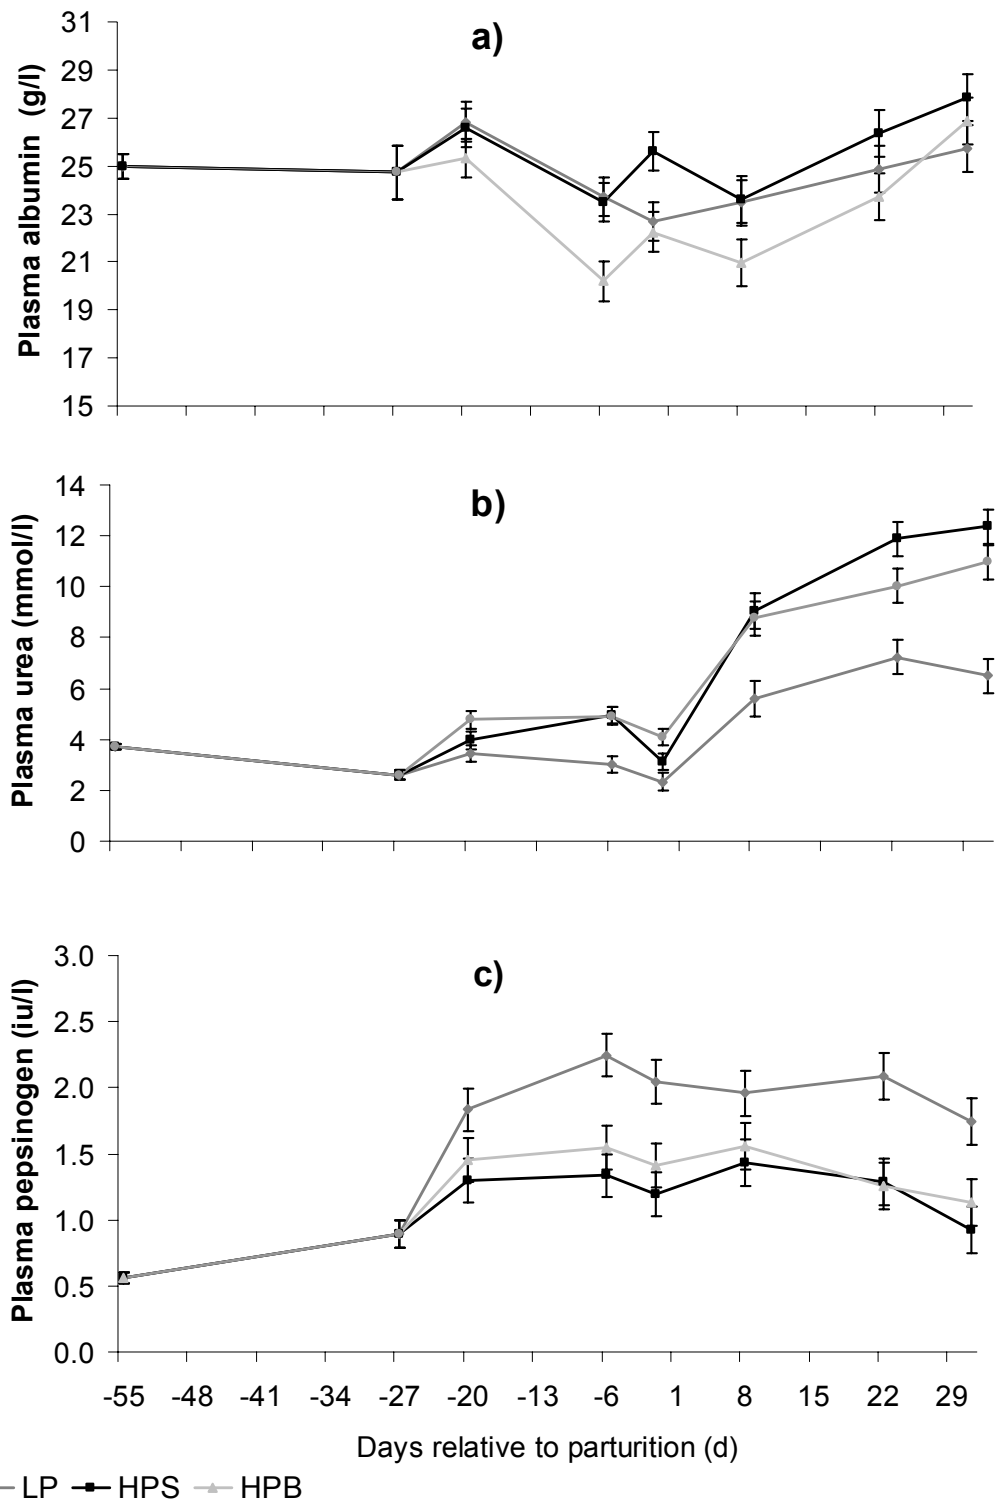 a)
Plasma albumin (g/l)
31
29
27
25
23
21
19
17
15
b)
Plasma urea (mmol/l)
14
12
10
8
6
4
2
0
c)
Plasma pepsinogen (iu/l)
3.0
2.5
2.0
1.5
1.0
0.5
0.0
-55 -48 -41 -34 -27 -20 -13 -6 1 8 15 22 29
Days relative to parturition (d)
LP HPS HPB